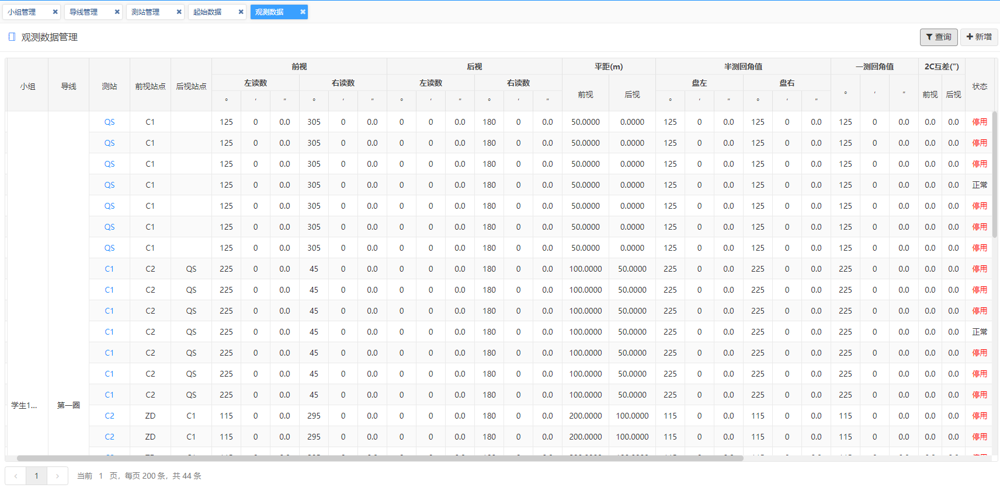 小组管理 ✖ 导线管理 ✖ 测站管理 ✖ 起始数据 ✖ 观测数据 ✖
观测数据管理 查询 新增
小组 导线 测站 前视站点 后视站点 前视 后视 平距(m) 半测回角值 一测回角值 2C互差(″) 状态
左读数 右读数 左读数 右读数 前视 后视 盘左 盘右 ° ′ ″ 前视 后视
° ′ ″ ° ′ ″ ° ′ ″ ° ′ ″ ° ′ ″ ° ′ ″
QS C1 125 0 0.0 305 0 0.0 0 0 0.0 180 0 0.0 50.0000 0.0000 125 0 0.0 125 0 0.0 125 0 0.0 0.0 0.0 停用
QS C1 125 0 0.0 305 0 0.0 0 0 0.0 180 0 0.0 50.0000 0.0000 125 0 0.0 125 0 0.0 125 0 0.0 0.0 0.0 停用
QS C1 125 0 0.0 305 0 0.0 0 0 0.0 180 0 0.0 50.0000 0.0000 125 0 0.0 125 0 0.0 125 0 0.0 0.0 0.0 停用
QS C1 125 0 0.0 305 0 0.0 0 0 0.0 180 0 0.0 50.0000 0.0000 125 0 0.0 125 0 0.0 125 0 0.0 0.0 0.0 正常
QS C1 125 0 0.0 305 0 0.0 0 0 0.0 180 0 0.0 50.0000 0.0000 125 0 0.0 125 0 0.0 125 0 0.0 0.0 0.0 停用
QS C1 125 0 0.0 305 0 0.0 0 0 0.0 180 0 0.0 50.0000 0.0000 125 0 0.0 125 0 0.0 125 0 0.0 0.0 0.0 停用
QS C1 125 0 0.0 305 0 0.0 0 0 0.0 180 0 0.0 50.0000 0.0000 125 0 0.0 125 0 0.0 125 0 0.0 0.0 0.0 停用
C1 C2 QS 225 0 0.0 45 0 0.0 0 0 0.0 180 0 0.0 100.0000 50.0000 225 0 0.0 225 0 0.0 225 0 0.0 0.0 0.0 停用
C1 C2 QS 225 0 0.0 45 0 0.0 0 0 0.0 180 0 0.0 100.0000 50.0000 225 0 0.0 225 0 0.0 225 0 0.0 0.0 0.0 停用
C1 C2 QS 225 0 0.0 45 0 0.0 0 0 0.0 180 0 0.0 100.0000 50.0000 225 0 0.0 225 0 0.0 225 0 0.0 0.0 0.0 停用
C1 C2 QS 225 0 0.0 45 0 0.0 0 0 0.0 180 0 0.0 100.0000 50.0000 225 0 0.0 225 0 0.0 225 0 0.0 0.0 0.0 正常
C1 C2 QS 225 0 0.0 45 0 0.0 0 0 0.0 180 0 0.0 100.0000 50.0000 225 0 0.0 225 0 0.0 225 0 0.0 0.0 0.0 停用
C1 C2 QS 225 0 0.0 45 0 0.0 0 0 0.0 180 0 0.0 100.0000 50.0000 225 0 0.0 225 0 0.0 225 0 0.0 0.0 0.0 停用
C1 C2 QS 225 0 0.0 45 0 0.0 0 0 0.0 180 0 0.0 100.0000 50.0000 225 0 0.0 225 0 0.0 225 0 0.0 0.0 0.0 停用
学生1... 第一圈
C2 ZD C1 115 0 0.0 295 0 0.0 0 0 0.0 180 0 0.0 200.0000 100.0000 115 0 0.0 115 0 0.0 115 0 0.0 0.0 0.0 停用
C2 ZD C1 115 0 0.0 295 0 0.0 0 0 0.0 180 0 0.0 200.0000 100.0000 115 0 0.0 115 0 0.0 115 0 0.0 0.0 0.0 停用
‹ 1 › 当前 1 页，每页 200 条，共 44 条